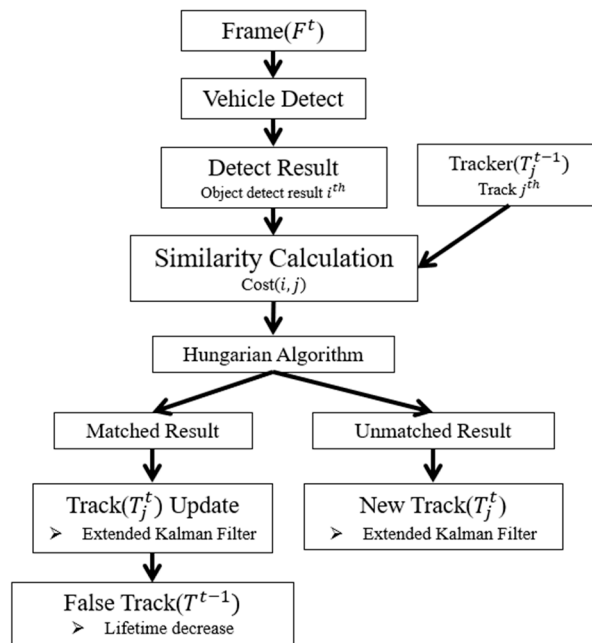 Frame(F^t)
Vehicle Detect
Detect Result
Object detect result i^th
Tracker(T_j^{t-1})
Track j^th
Similarity Calculation
Cost(i, j)
Hungarian Algorithm
Matched Result
Unmatched Result
Track(T_j^t) Update
➢ Extended Kalman Filter
New Track(T_j^t)
➢ Extended Kalman Filter
False Track(T^{t-1})
➢ Lifetime decrease